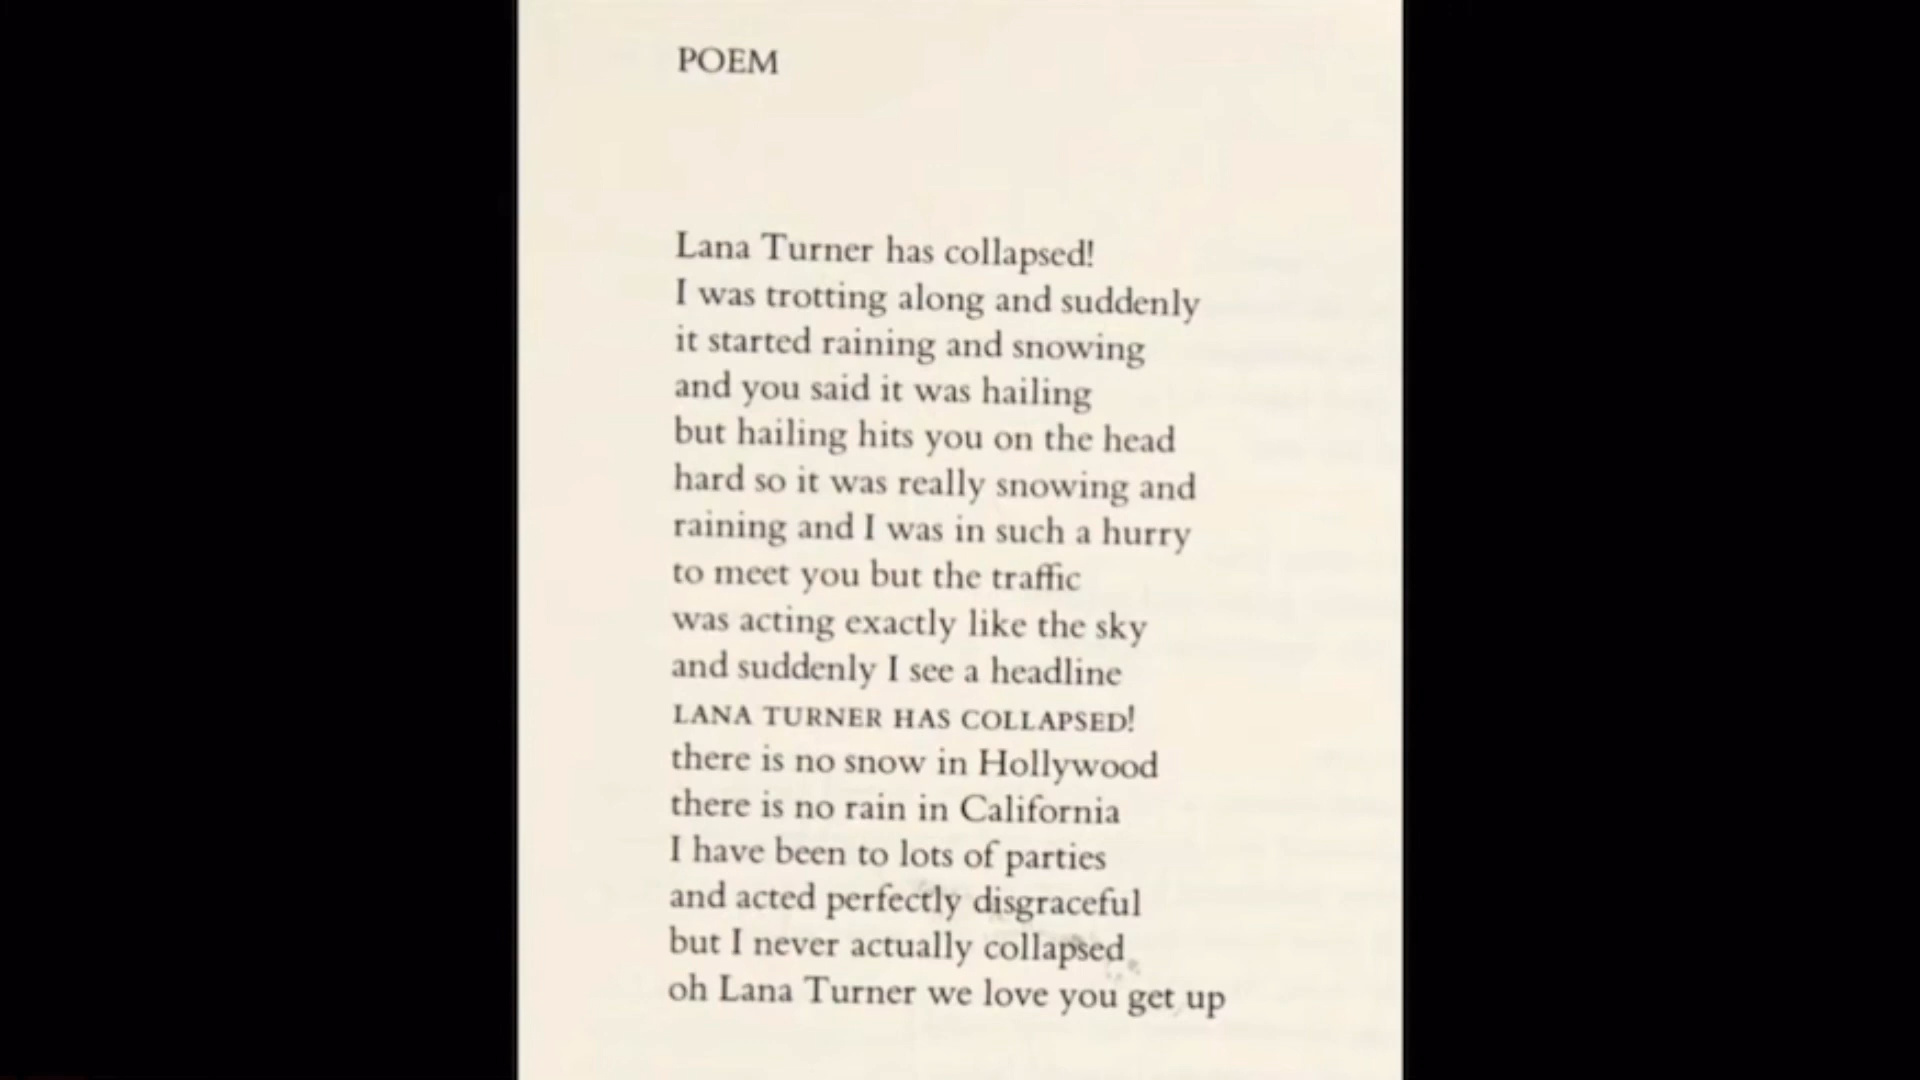 POEM
Lana Turner has collapsed!
I was trotting along and suddenly
it started raining and snowing
and you said it was hailing
but hailing hits you on the head
hard so it was really snowing and
raining and I was in such a hurry
to meet you but the traffic
was acting exactly like the sky
and suddenly I see a headline
LANA TURNER HAS COLLAPSED!
there is no snow in Hollywood
there is no rain in California
I have been to lots of parties
and acted perfectly disgraceful
but I never actually collapsed
oh Lana Turner we love you get up